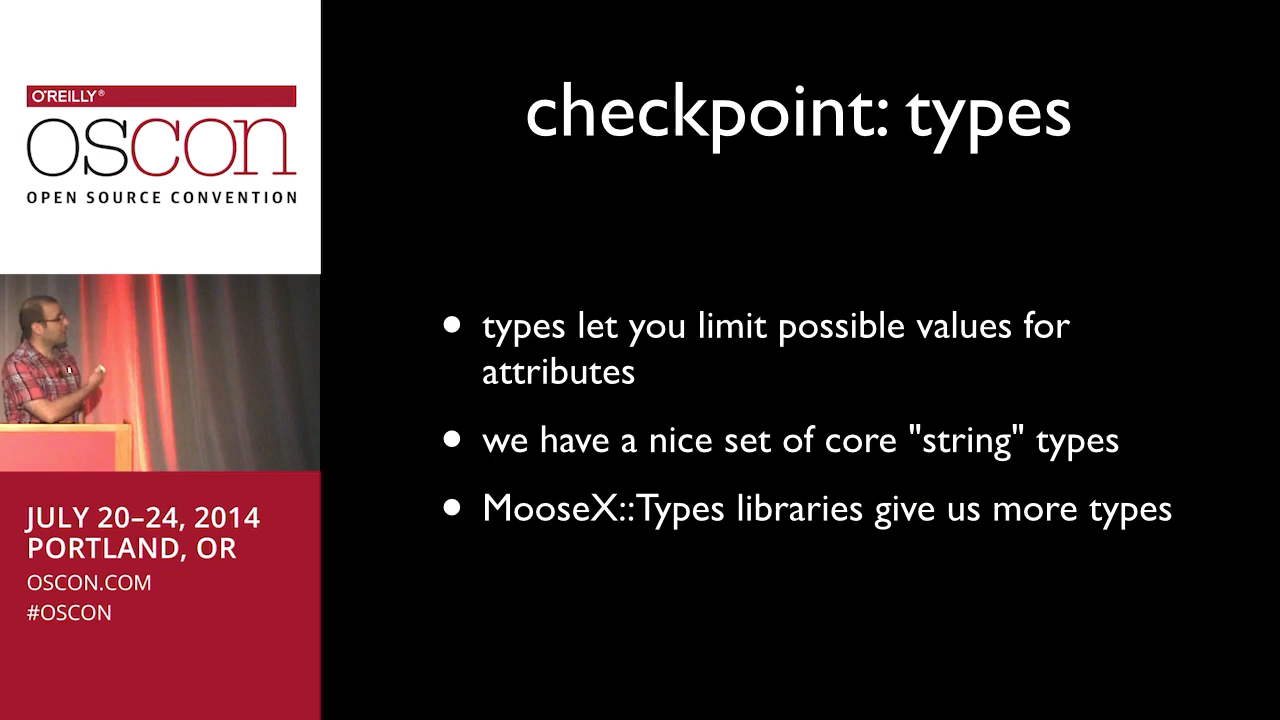 O'REILLY®
OSCON
OPEN SOURCE CONVENTION
JULY 20–24, 2014
PORTLAND, OR
OSCON.COM
#OSCON
checkpoint: types
• types let you limit possible values for
attributes
• we have a nice set of core "string" types
• MooseX::Types libraries give us more types